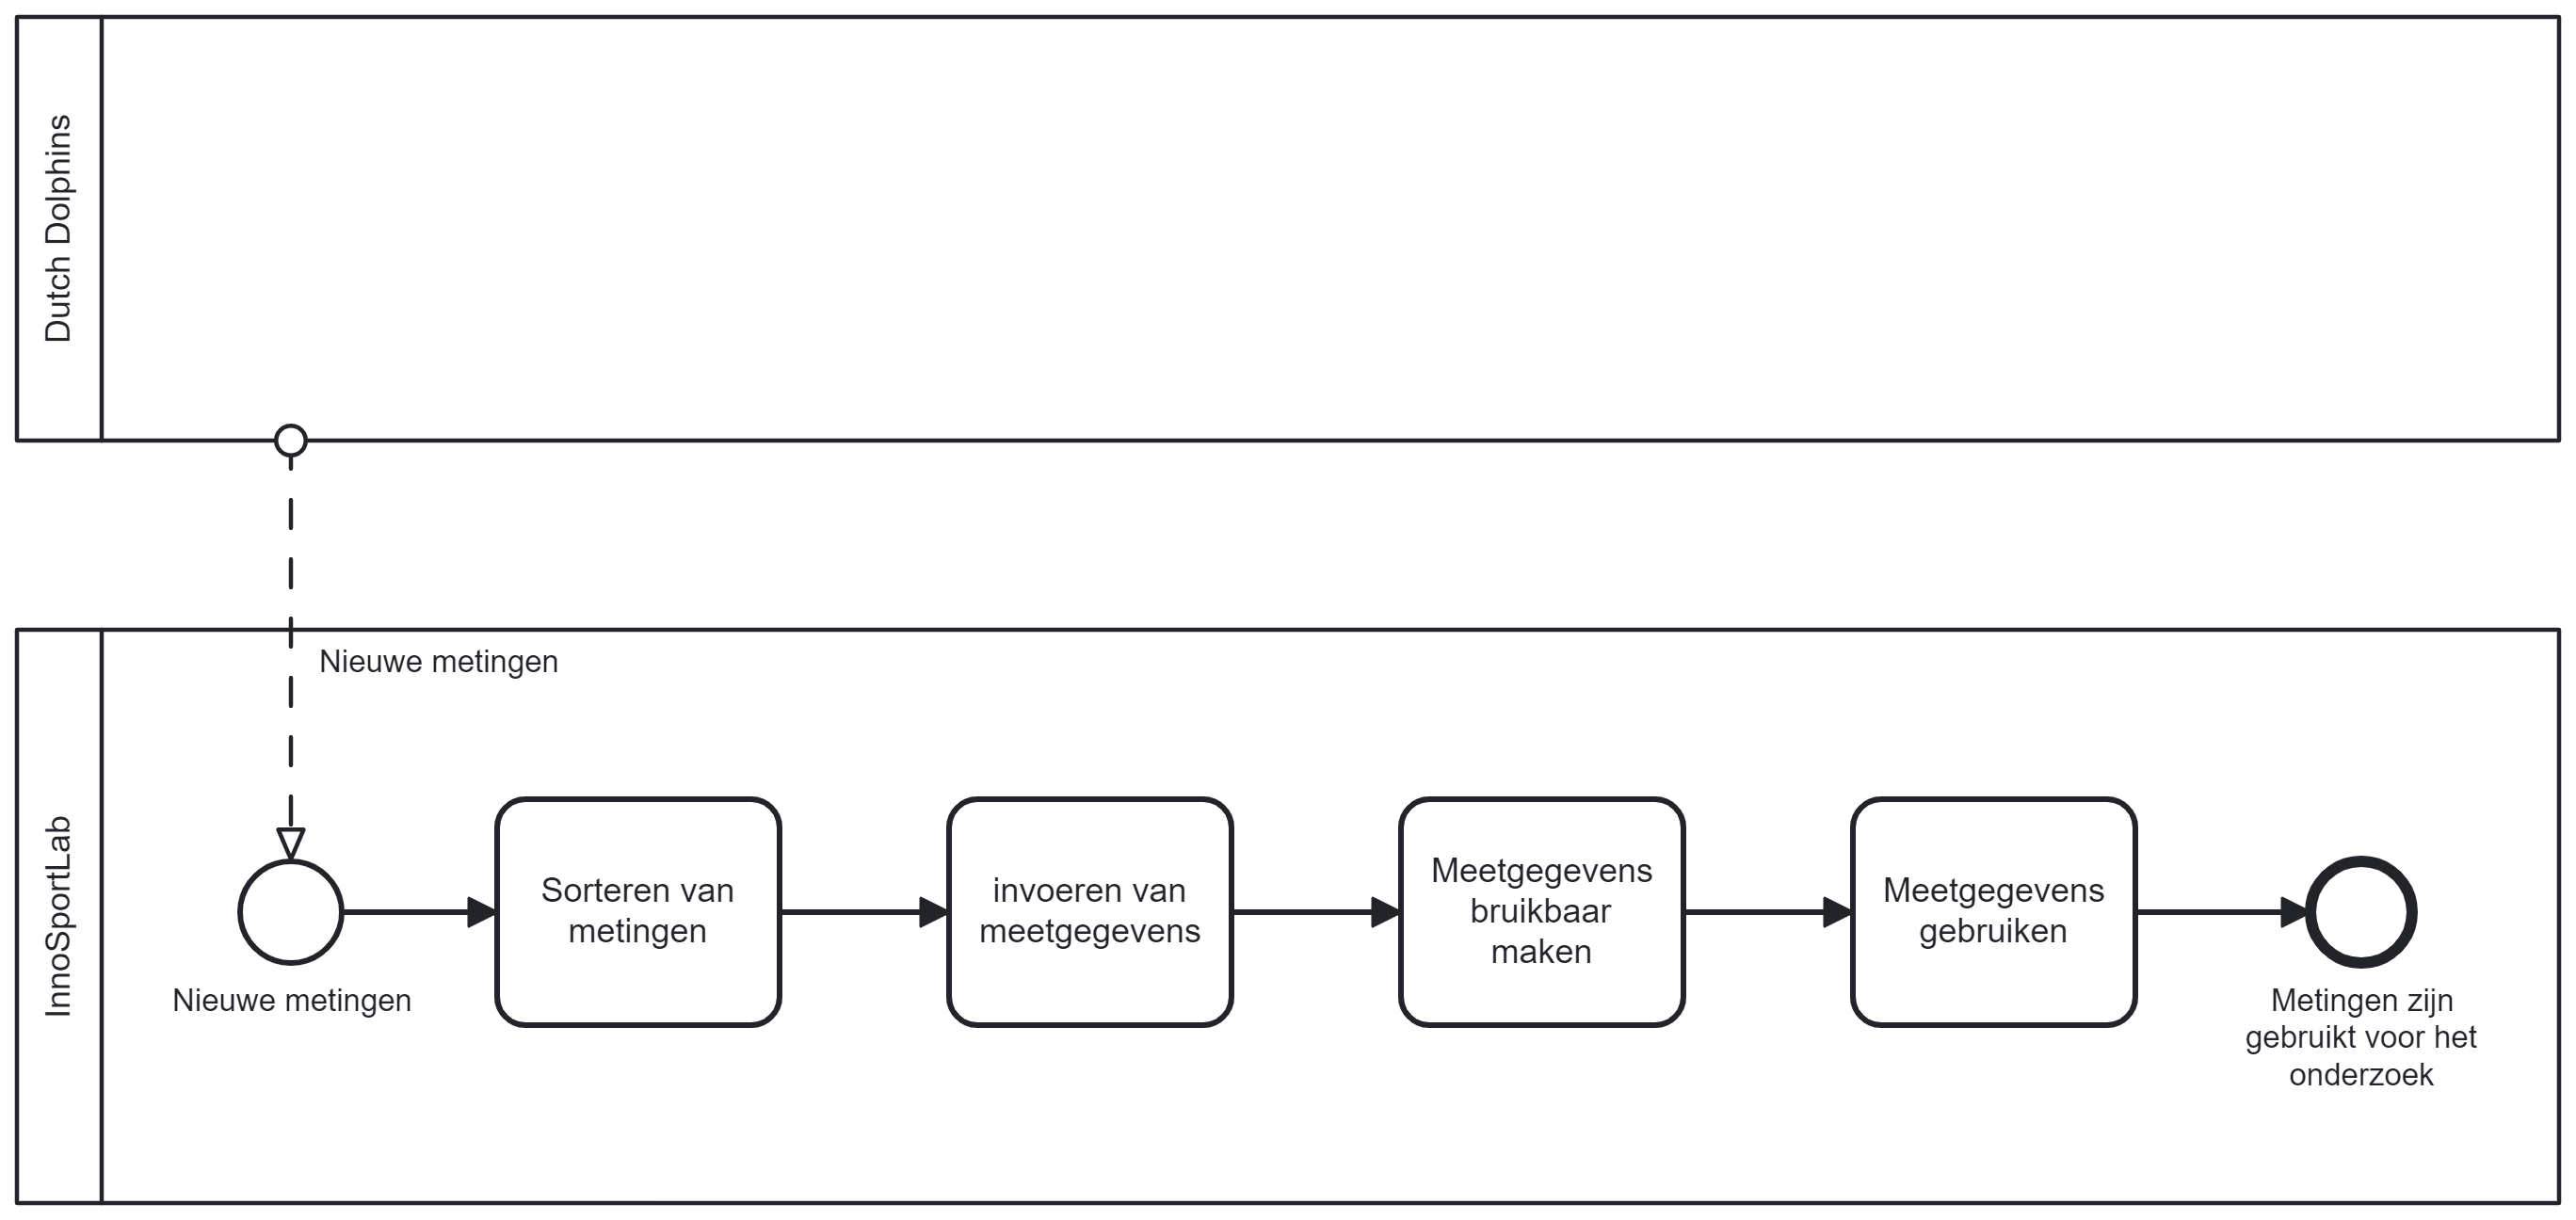 Dutch Dolphins
Nieuwe metingen
InnoSportLab
Nieuwe metingen
Sorteren van
metingen
invoeren van
meetgegevens
Meetgegevens
bruikbaar
maken
Meetgegevens
gebruiken
Metingen zijn
gebruikt voor het
onderzoek